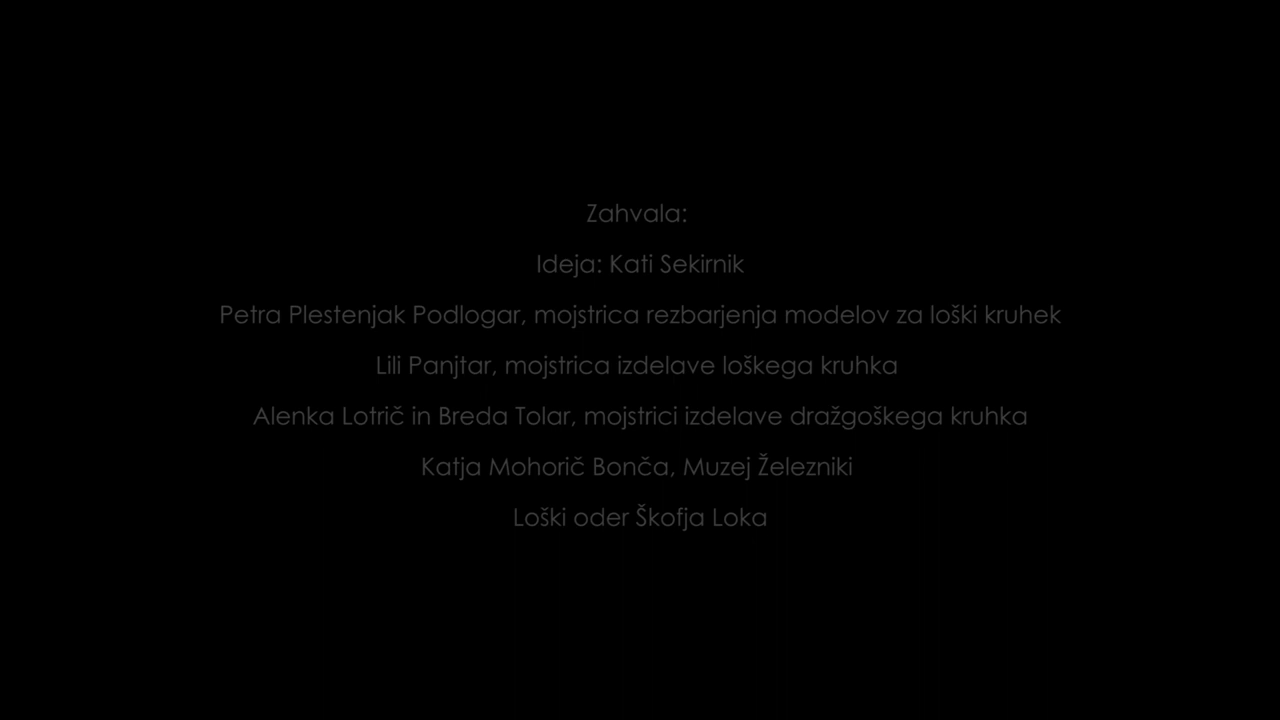 Zahvala:
Ideja: Kati Sekirnik
Petra Plestenjak Podlogar, mojstrica rezbarjenja modelov za loški kruhek
Lili Panjtar, mojstrica izdelave loškega kruhka
Alenka Lotrič in Breda Tolar, mojstrici izdelave dražgoškega kruhka
Katja Mohorič Bonča, Muzej Železniki
Loški oder Škofja Loka